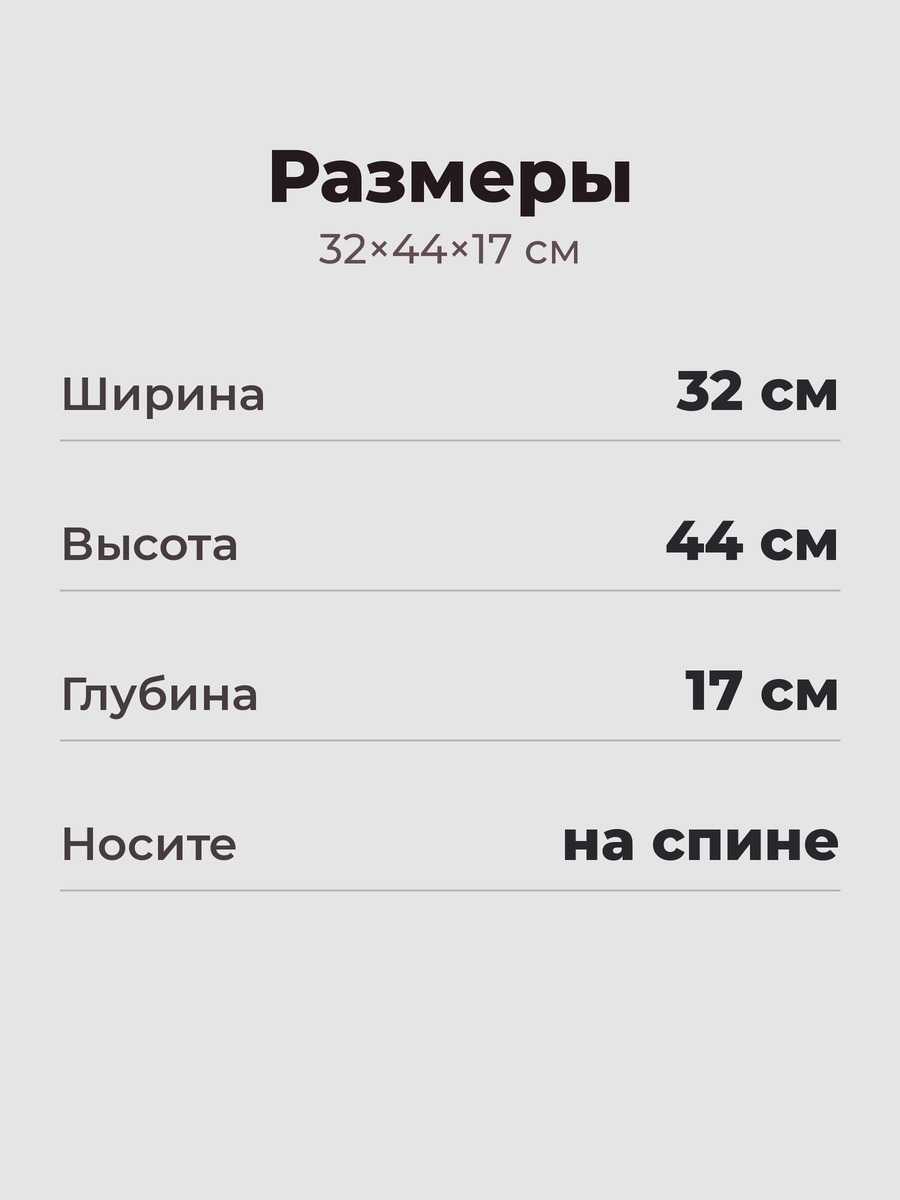 Размеры
32×44×17 см
Ширина 32 см
Высота 44 см
Глубина 17 см
Носите на спине